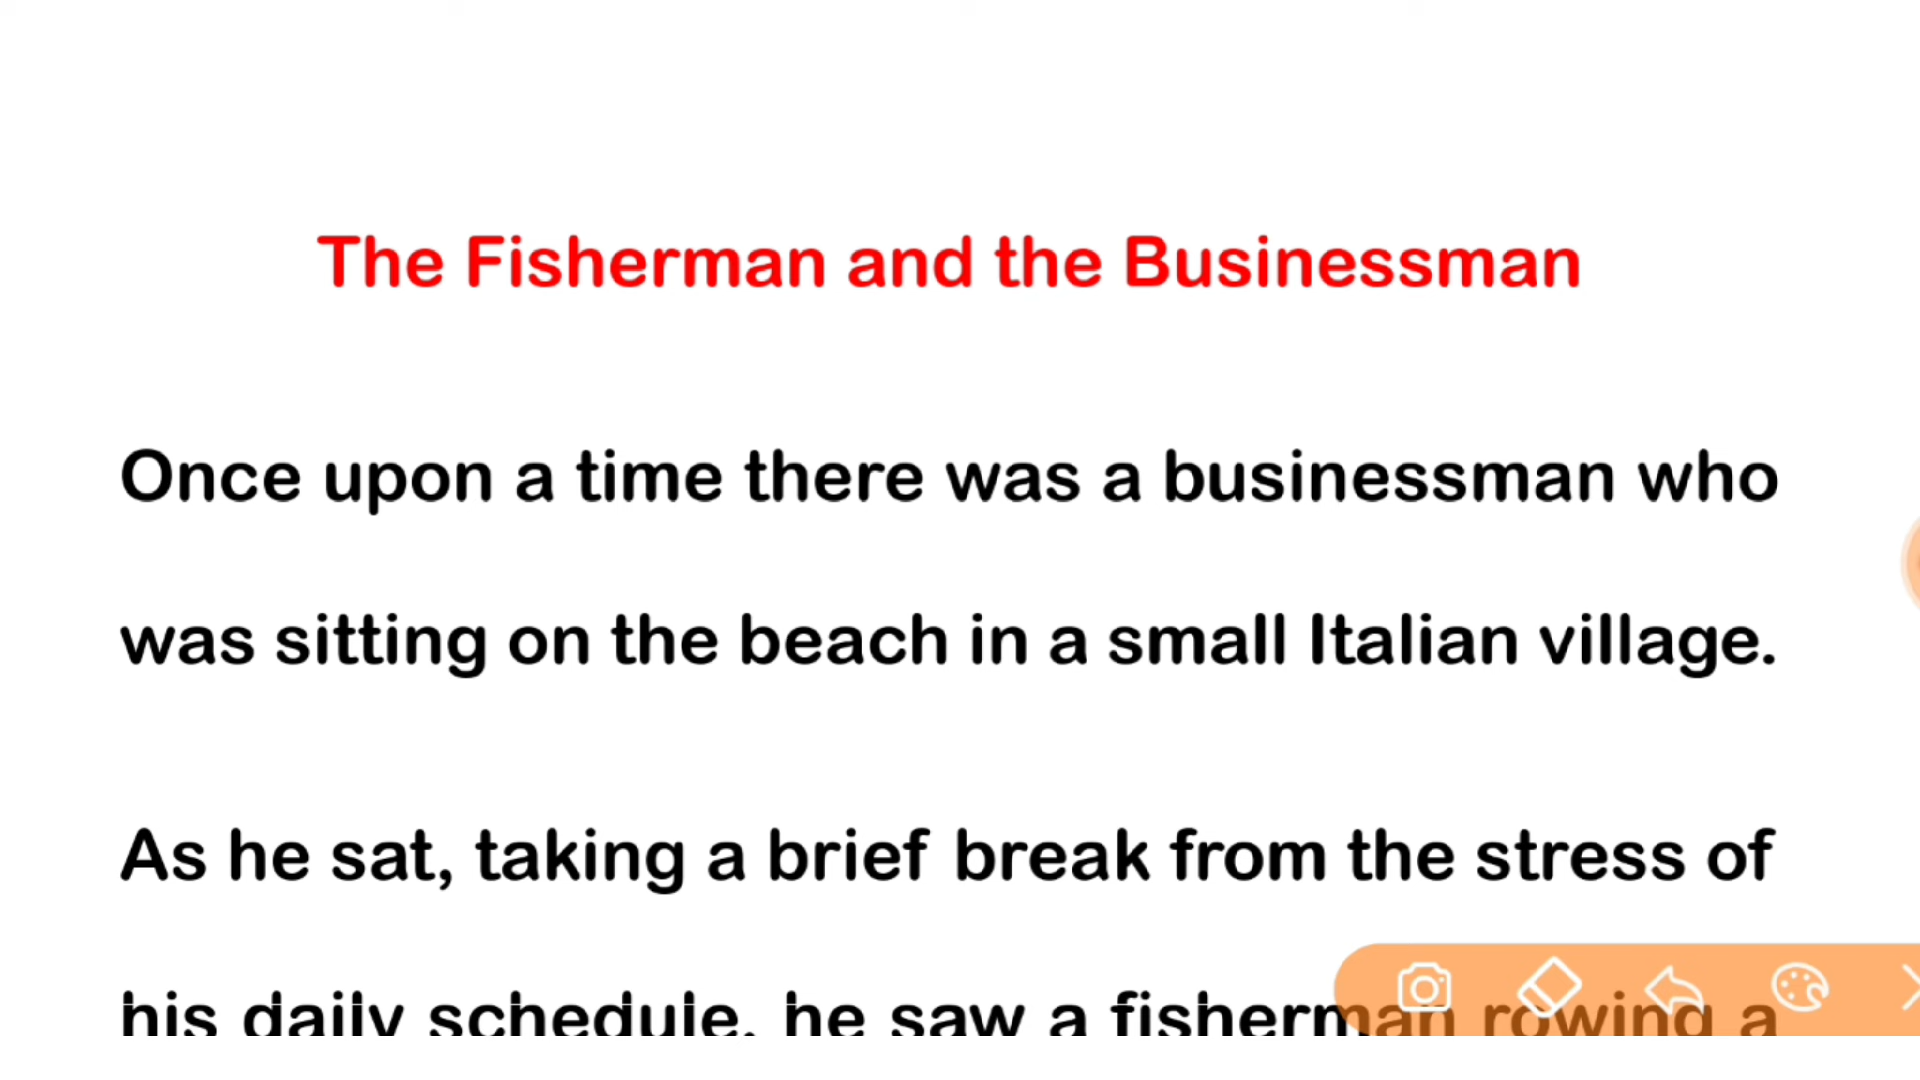 The Fisherman and the Businessman
Once upon a time there was a businessman who
was sitting on the beach in a small Italian village.
As he sat, taking a brief break from the stress of
his daily schedule, he saw a fisherman rowing a